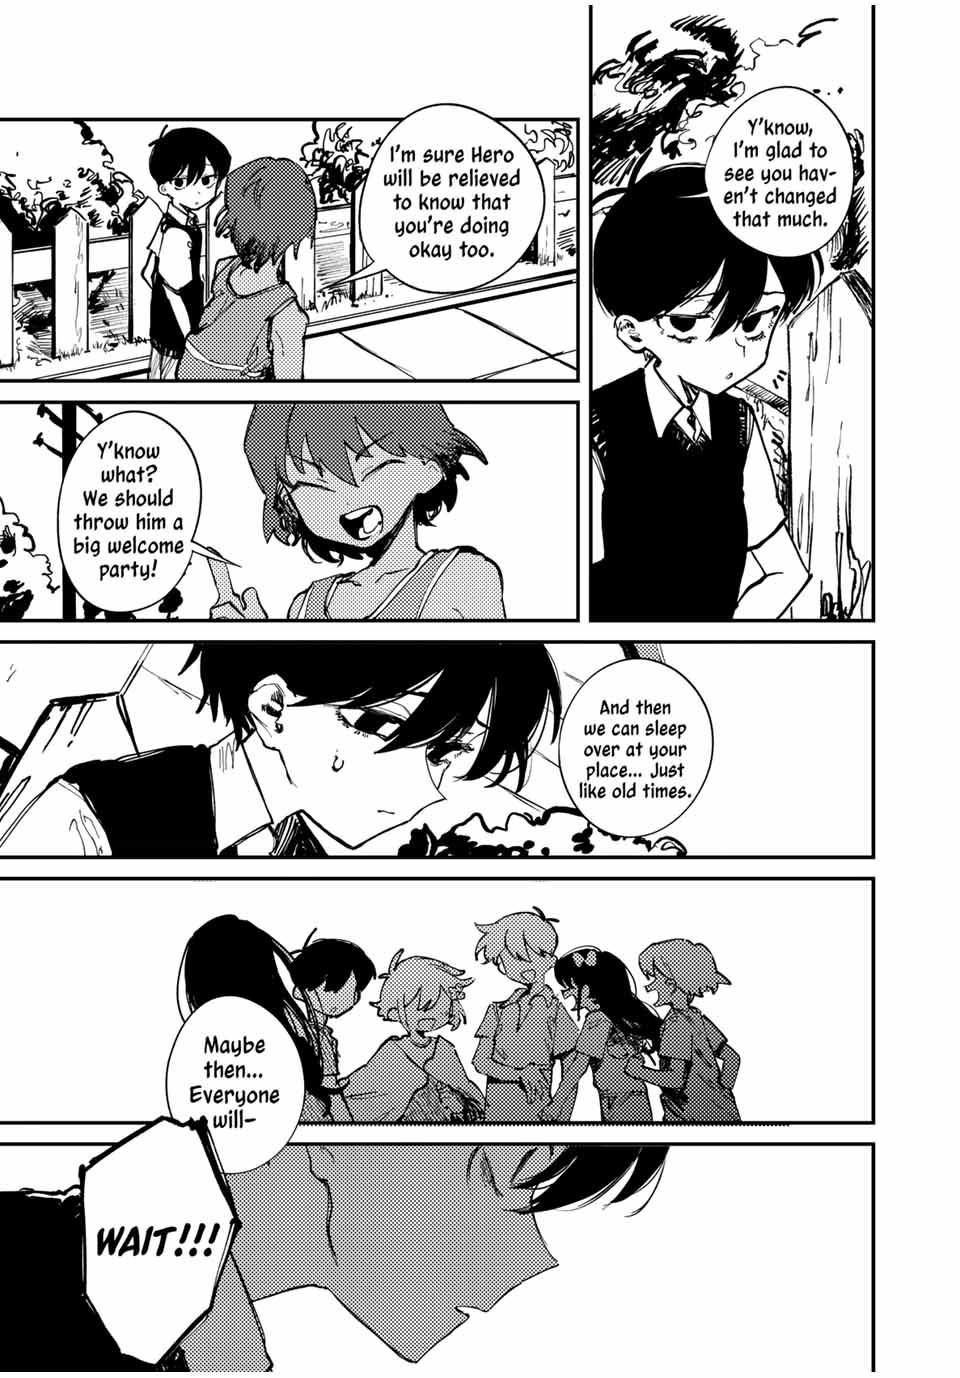 Y'know,
I'm glad to
see you hav-
en't changed
that much.
I'm sure Hero
will be relieved
to know that
you're doing
okay too.
Y'know
what?
We should
throw him a
big welcome
party!
And then
we can sleep
over at your
place... Just
like old times.
Maybe
then...
Everyone
will-
WAIT!!!